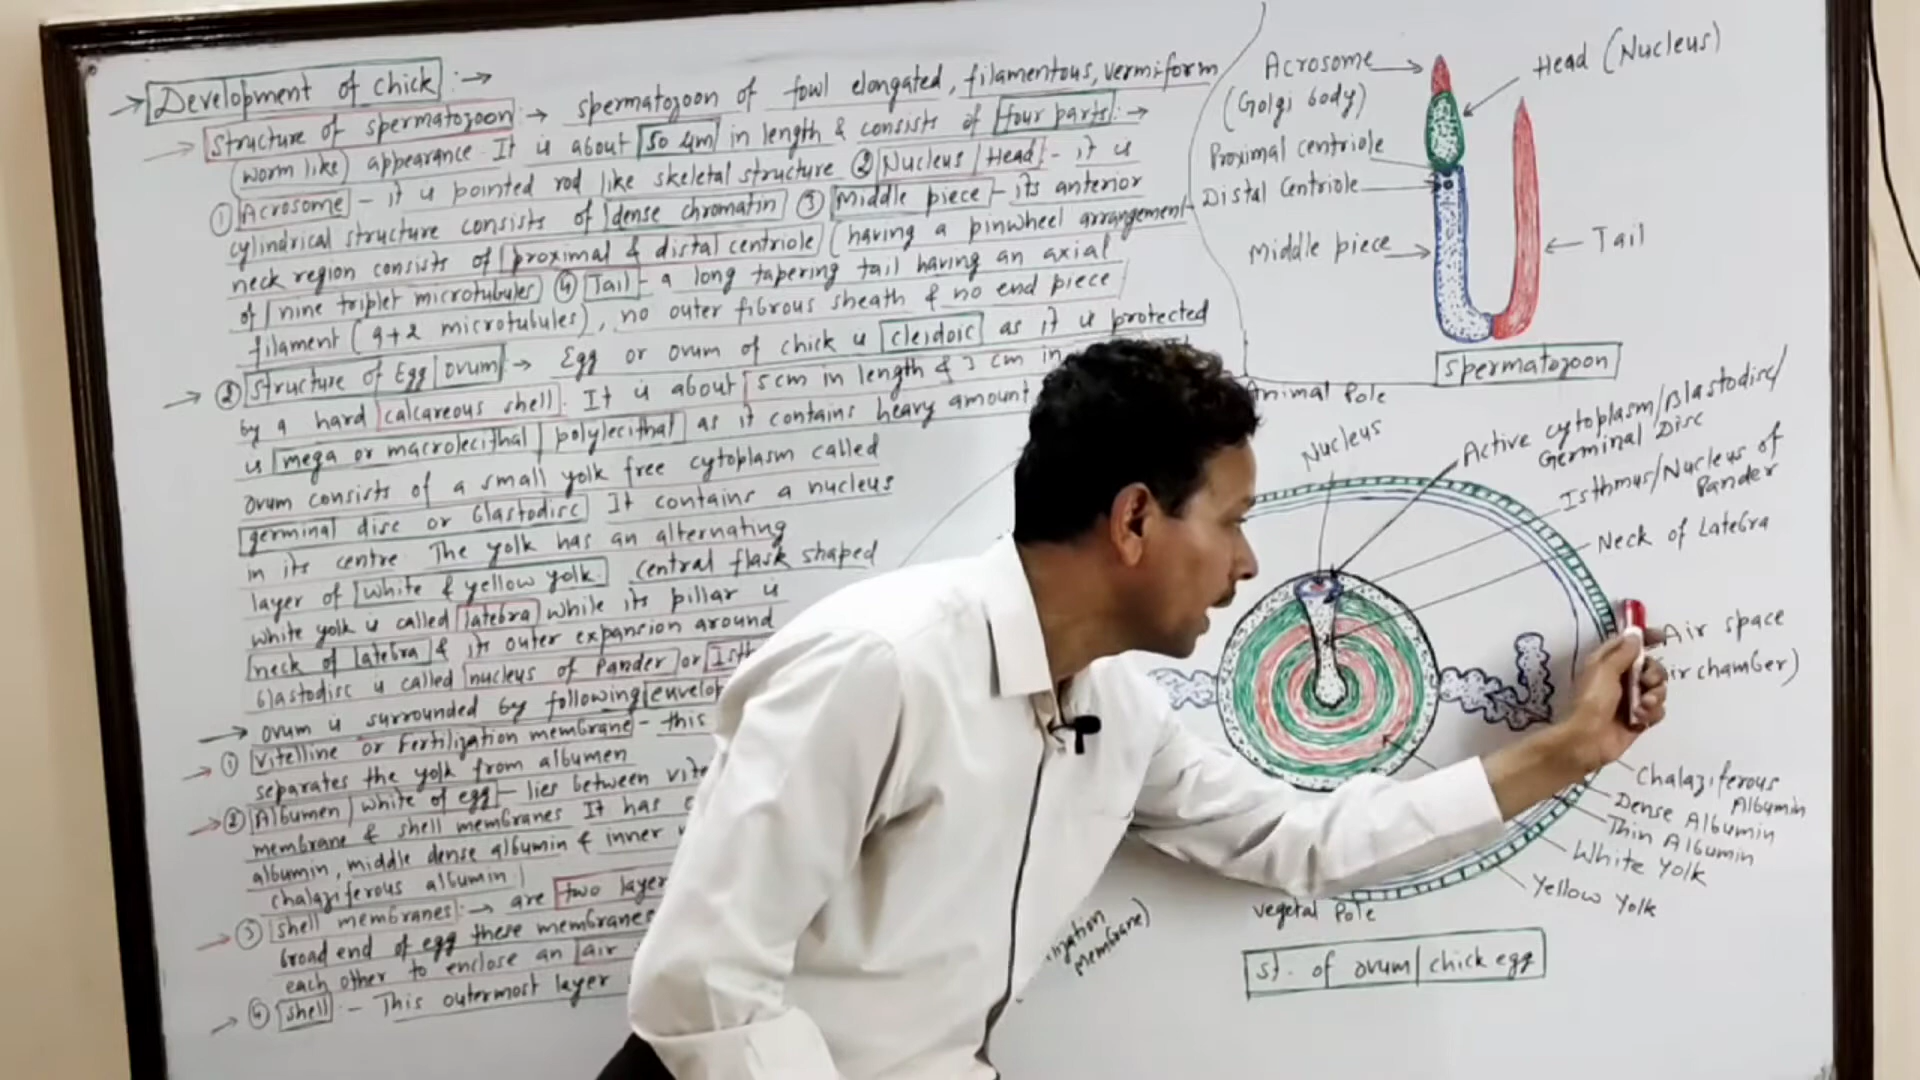 → Development of chick :→
→ Structure of spermatozoon :→ spermatozoon of fowl elongated, filamentous, vermiform
(worm like) appearance. It is about 50 μm in length & consists of four parts :→
① Acrosome - it is pointed rod like skeletal structure ② Nucleus / Head - it is
cylindrical structure consists of dense chromatin ③ Middle piece - its anterior
neck region consists of proximal & distal centriole (having a pinwheel arrangement
of nine triplet microtubules) ④ Tail - a long tapering tail having an axial
filament (9+2 microtubules), no outer fibrous sheath & no end piece
→ ② Structure of Egg / ovum → Egg or ovum of chick is cleidoic as it is protected
by a hard calcareous shell. It is about 5 cm in length & 3 cm in
is mega or macrolecithal / polylecithal as it contains heavy amount
ovum consists of a small yolk free cytoplasm called
germinal disc or blastodisc. It contains a nucleus
in its centre. The yolk has an alternating
layer of white & yellow yolk. central flask shaped
white yolk is called latebra while its pillar is
neck of latebra & its outer expansion around
blastodisc is called nucleus of Pander or
→ ovum is surrounded by following
→ ① Vitelline or Fertilization membrane - this
separates the yolk from albumen
→ ② Albumen / white of egg - lies between
membrane & shell membranes It has
albumin, middle dense albumin & inner
chalaziferous albumin
→ ③ shell membranes :→ are two layer
broad end of egg these membranes
each other to enclose an air
→ ④ shell :- This outermost layer
Acrosome
(Golgi body)
Head (Nucleus)
Proximal centriole
Distal Centriole
Middle piece
Tail
spermatozoon
Animal Pole
Nucleus
Active cytoplasm/Blastodisc/
Germinal Disc
Isthmus/Nucleus of
Pander
Neck of Latebra
Air space
Chalaziferous
Albumin
Dense Albumin
Thin Albumin
White Yolk
Yellow Yolk
vegetal Pole
membrane)
st. of ovum / chick egg